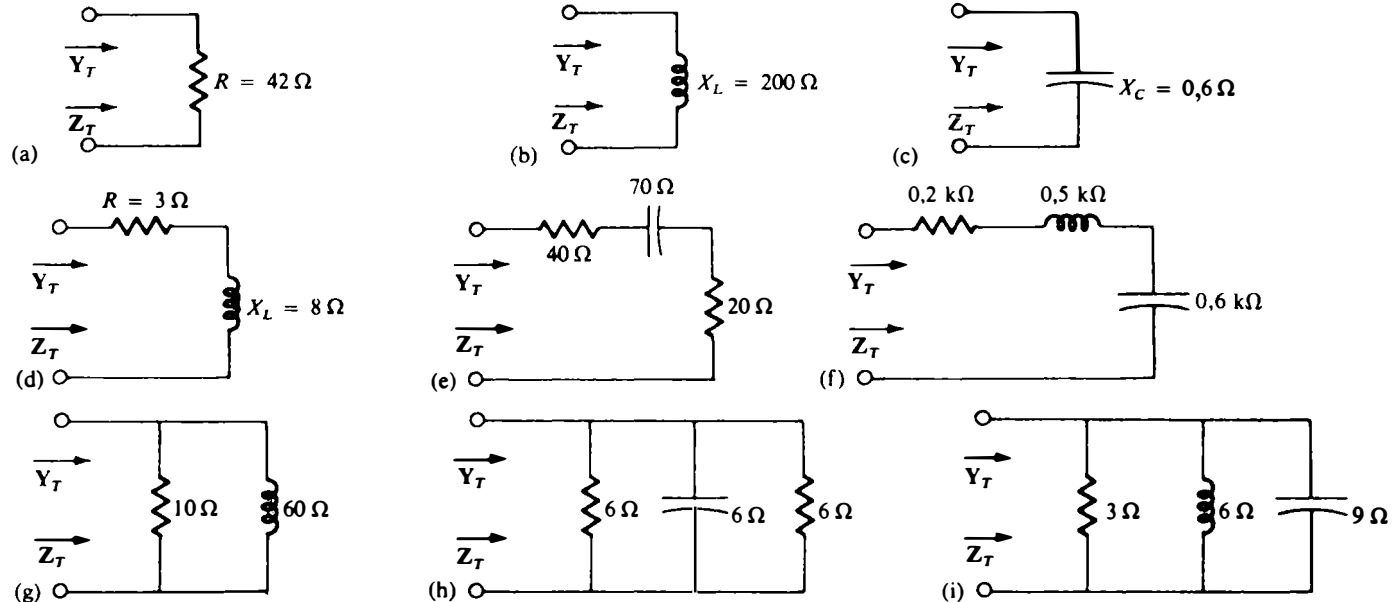 Y_T
Z_T
R = 42 Ω
(a)
Y_T
Z_T
X_L = 200 Ω
(b)
Y_T
Z_T
X_C = 0,6 Ω
(c)
R = 3 Ω
Y_T
X_L = 8 Ω
Z_T
(d)
70 Ω
40 Ω
Y_T
20 Ω
Z_T
(e)
0,2 kΩ
0,5 kΩ
Y_T
0,6 kΩ
Z_T
(f)
Y_T
10 Ω
60 Ω
Z_T
(g)
Y_T
6 Ω
6 Ω
6 Ω
Z_T
(h)
Y_T
3 Ω
6 Ω
9 Ω
Z_T
(i)